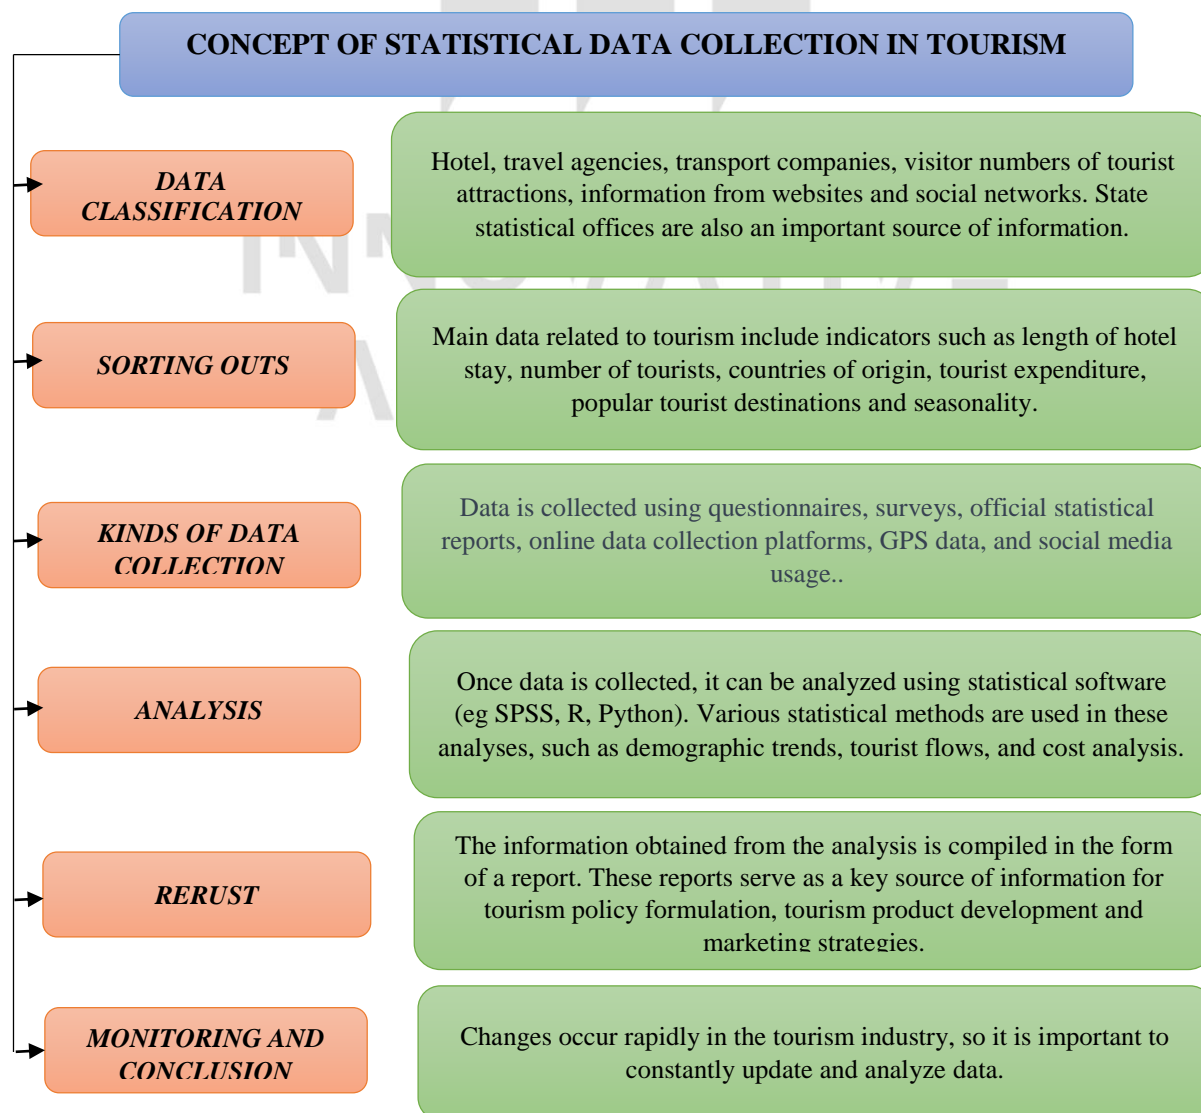 CONCEPT OF STATISTICAL DATA COLLECTION IN TOURISM
DATA
CLASSIFICATION
Hotel, travel agencies, transport companies, visitor numbers of tourist
attractions, information from websites and social networks. State
statistical offices are also an important source of information.
SORTING OUTS
Main data related to tourism include indicators such as length of hotel
stay, number of tourists, countries of origin, tourist expenditure,
popular tourist destinations and seasonality.
KINDS OF DATA
COLLECTION
Data is collected using questionnaires, surveys, official statistical
reports, online data collection platforms, GPS data, and social media
usage..
ANALYSIS
Once data is collected, it can be analyzed using statistical software
(eg SPSS, R, Python). Various statistical methods are used in these
analyses, such as demographic trends, tourist flows, and cost analysis.
RERUST
The information obtained from the analysis is compiled in the form
of a report. These reports serve as a key source of information for
tourism policy formulation, tourism product development and
marketing strategies.
MONITORING AND
CONCLUSION
Changes occur rapidly in the tourism industry, so it is important to
constantly update and analyze data.